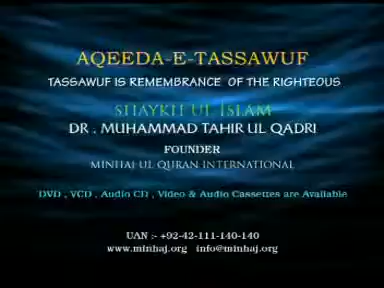 AQEEDA-E-TASSAWUF
TASSAWUF IS REMEMBRANCE OF THE RIGHTEOUS
SHAYKH UL ISLAM
DR . MUHAMMAD TAHIR UL QADRI
FOUNDER
MINHAJ UL QURAN INTERNATIONAL
DVD , VCD , Audio CD , Video & Audio Cassettes are Available
UAN :- +92-42-111-140-140
www.minhaj.org info@minhaj.org